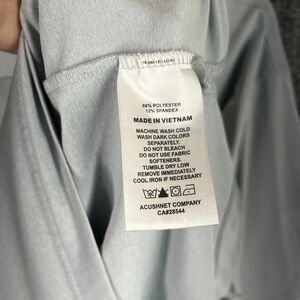 88% POLYESTER
12% SPANDEX
MADE IN VIETNAM
MACHINE WASH COLD
WASH DARK COLORS
SEPARATELY.
DO NOT BLEACH
DO NOT USE FABRIC
SOFTENERS.
TUMBLE DRY LOW
REMOVE IMMEDIATELY
COOL IRON IF NECESSARY
ACUSHNET COMPANY
CA#28544